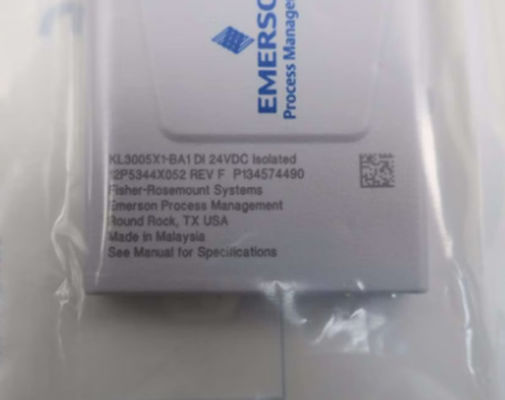 EMERSO
Process Manage
KL3005X1-BA1 DI 24VDC Isolated
12P5344X052 REV F P134574490
Fisher-Rosemount Systems
Emerson Process Management
Round Rock, TX USA
Made in Malaysia
See Manual for Specifications